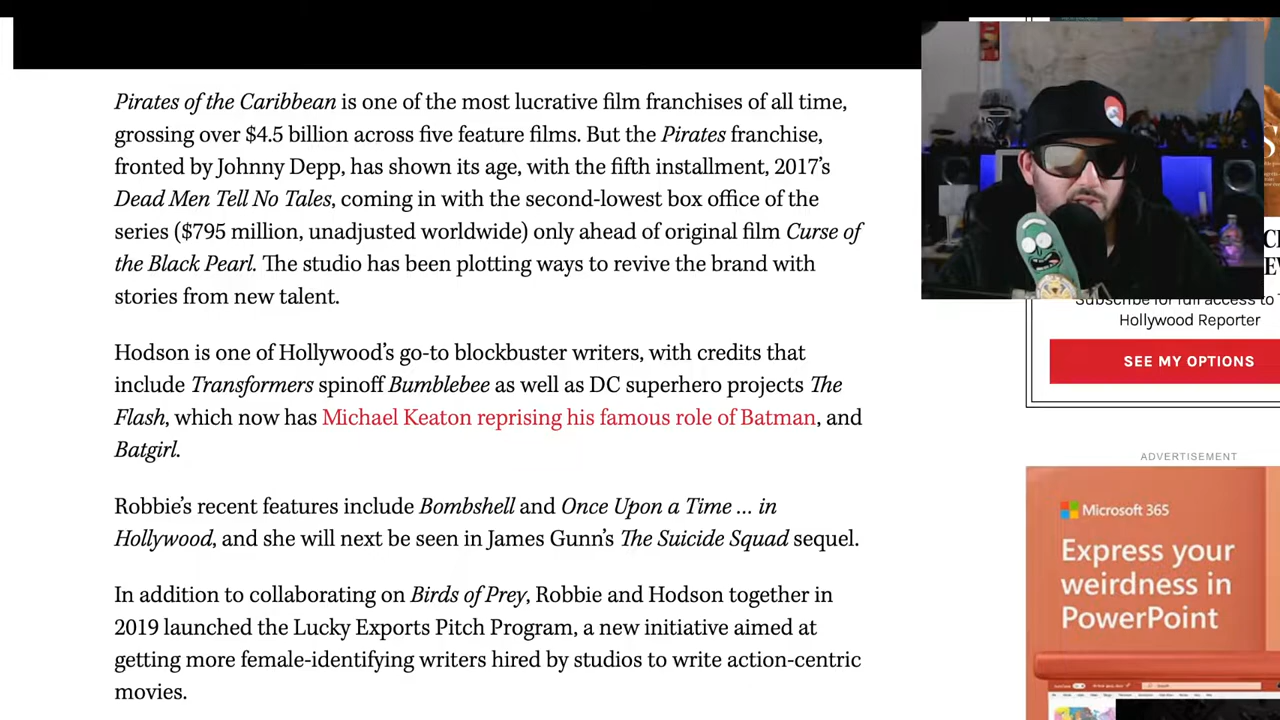 Pirates of the Caribbean is one of the most lucrative film franchises of all time,
grossing over $4.5 billion across five feature films. But the Pirates franchise,
fronted by Johnny Depp, has shown its age, with the fifth installment, 2017’s
Dead Men Tell No Tales, coming in with the second-lowest box office of the
series ($795 million, unadjusted worldwide) only ahead of original film Curse of
the Black Pearl. The studio has been plotting ways to revive the brand with
stories from new talent.
Hodson is one of Hollywood’s go-to blockbuster writers, with credits that
include Transformers spinoff Bumblebee as well as DC superhero projects The
Flash, which now has Michael Keaton reprising his famous role of Batman, and
Batgirl.
Robbie’s recent features include Bombshell and Once Upon a Time … in
Hollywood, and she will next be seen in James Gunn’s The Suicide Squad sequel.
In addition to collaborating on Birds of Prey, Robbie and Hodson together in
2019 launched the Lucky Exports Pitch Program, a new initiative aimed at
getting more female-identifying writers hired by studios to write action-centric
movies.
Subscribe for full access to
Hollywood Reporter
SEE MY OPTIONS
ADVERTISEMENT
Microsoft 365
Express your
weirdness in
PowerPoint